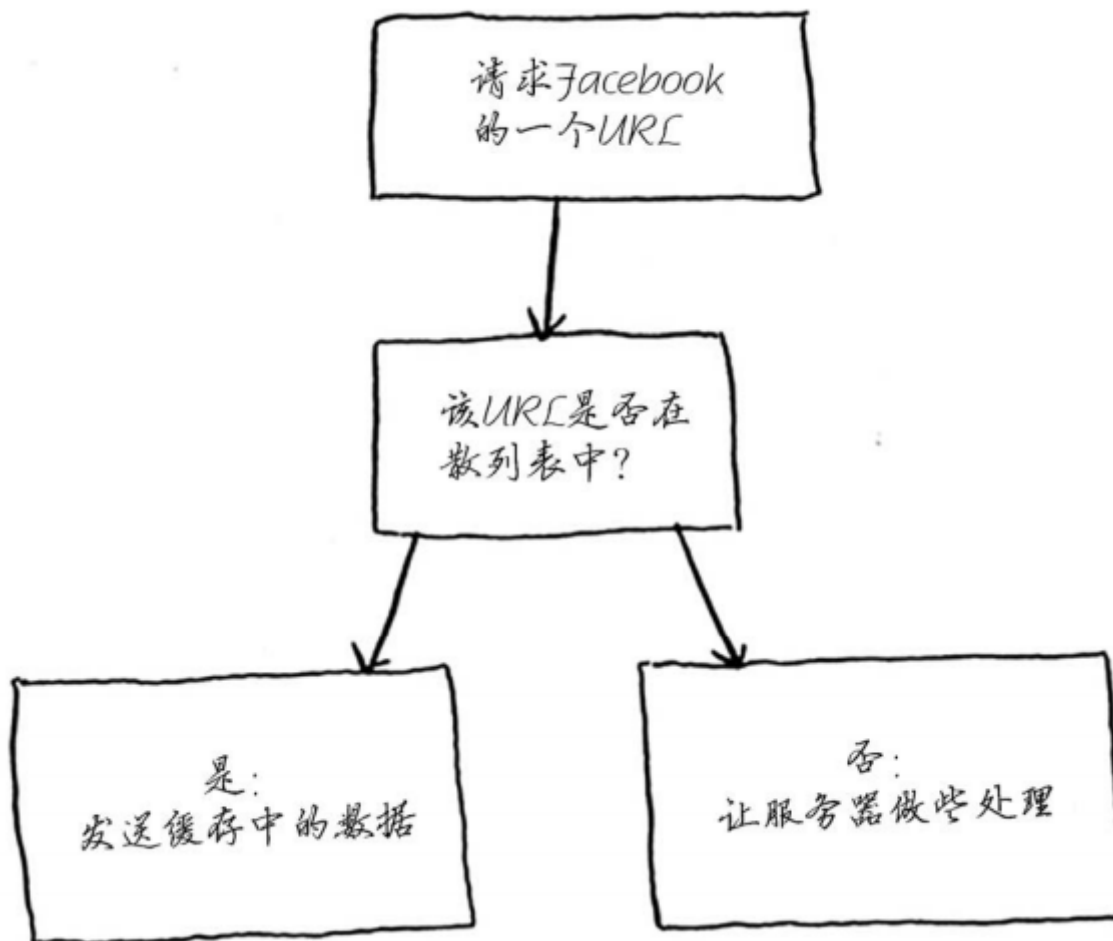 请求Facebook
的一个URL
该URL是否在
散列表中？
是：
发送缓存中的数据
否：
让服务器做些处理